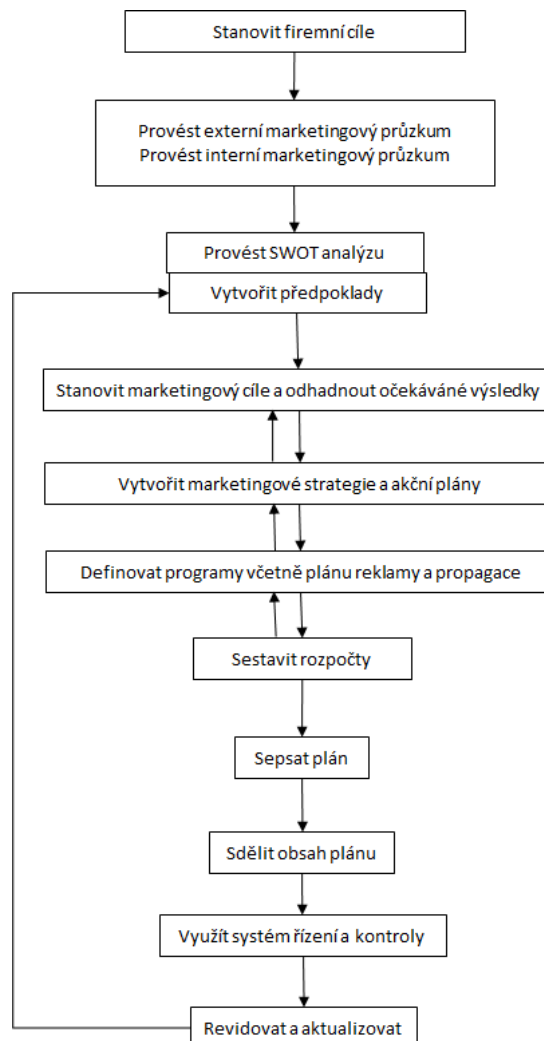 Stanovit firemní cíle
Provést externí marketingový průzkum
Provést interní marketingový průzkum
Provést SWOT analýzu
Vytvořit předpoklady
Stanovit marketingový cíle a odhadnout očekáváné výsledky
Vytvořit marketingové strategie a akční plány
Definovat programy včetně plánu reklamy a propagace
Sestavit rozpočty
Sepsat plán
Sdělit obsah plánu
Využít systém řízení a kontroly
Revidovat a aktualizovat